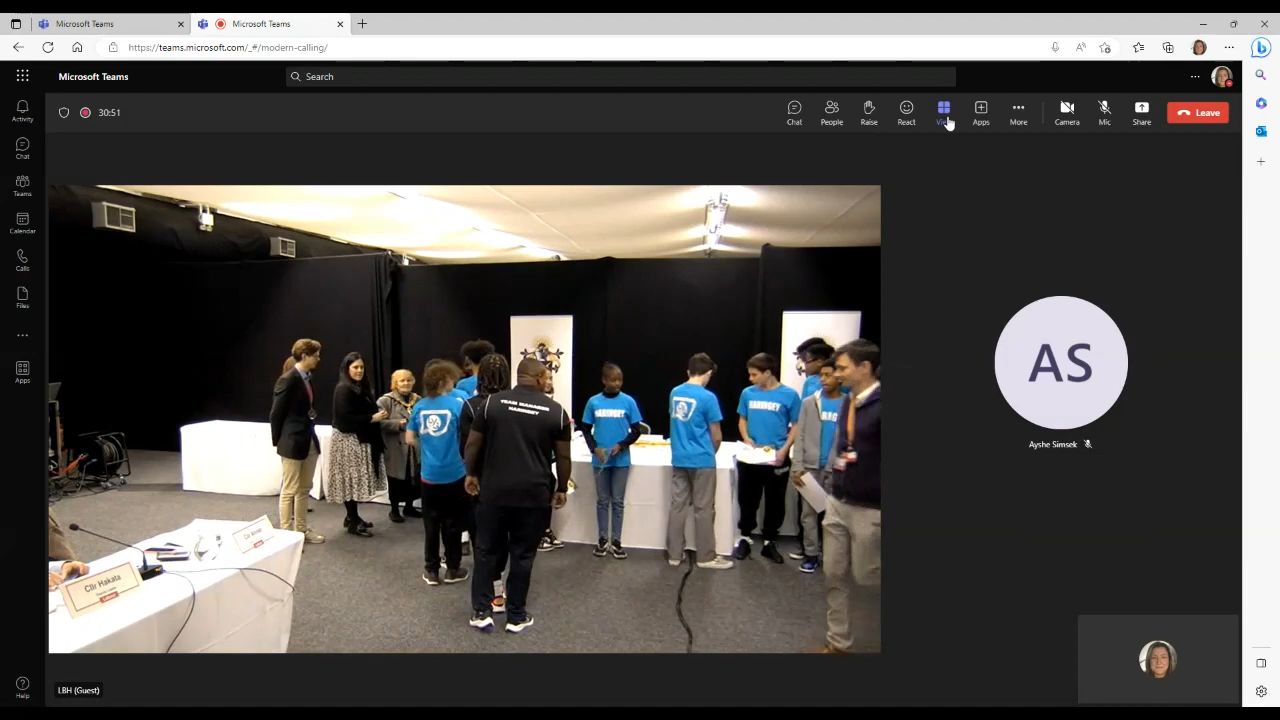 Microsoft Teams
Microsoft Teams
https://teams.microsoft.com/_#/modern-calling/
Microsoft Teams
Search
30:51
Chat
People
Raise
React
View
Apps
More
Camera
Mic
Share
Leave
Activity
Chat
Teams
Calendar
Calls
Files
Apps
Help
TEAM MANAGER
HARINGEY
HARINGEY
HARINGEY
Cllr Hakata
AS
Ayshe Simsek
LBH (Guest)